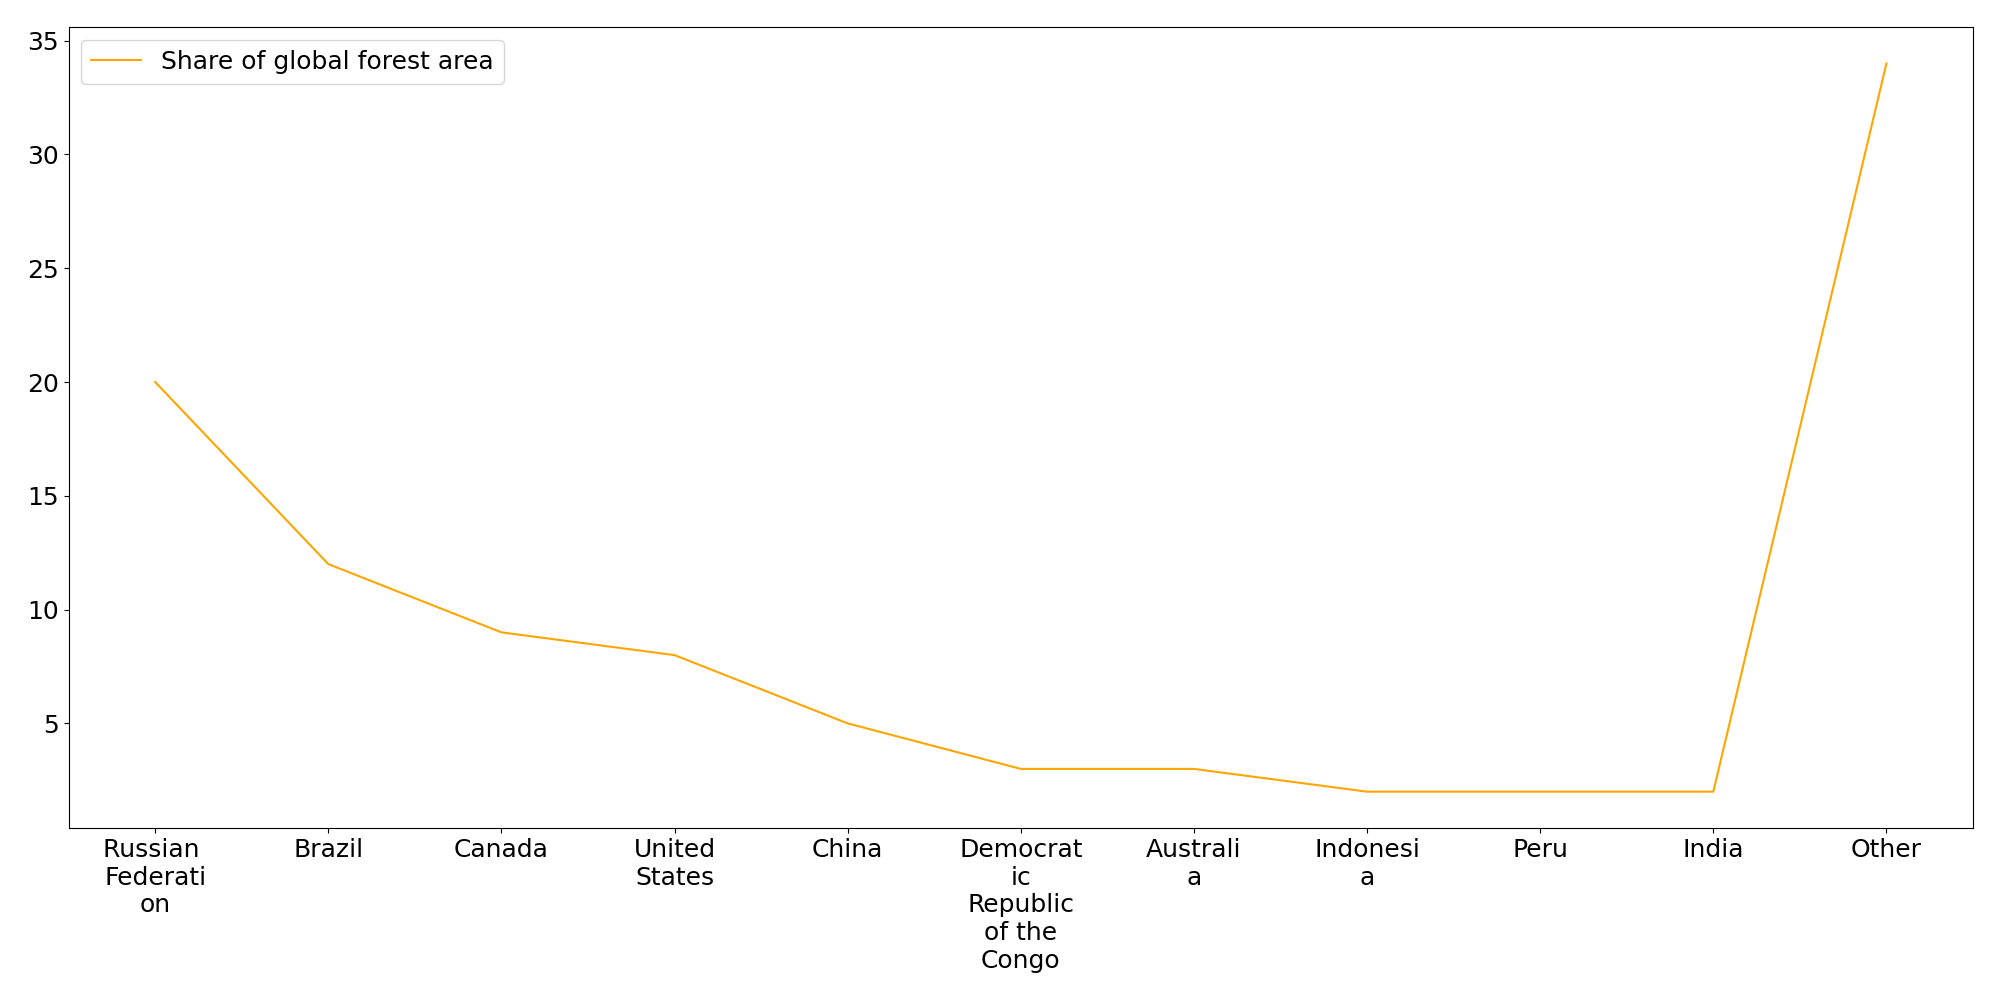 35
30
25
20
15
10
5
Share of global forest area
Russian
Federati
on
Brazil
Canada
United
States
China
Democrat
ic
Republic
of the
Congo
Australi
a
Indonesi
a
Peru
India
Other